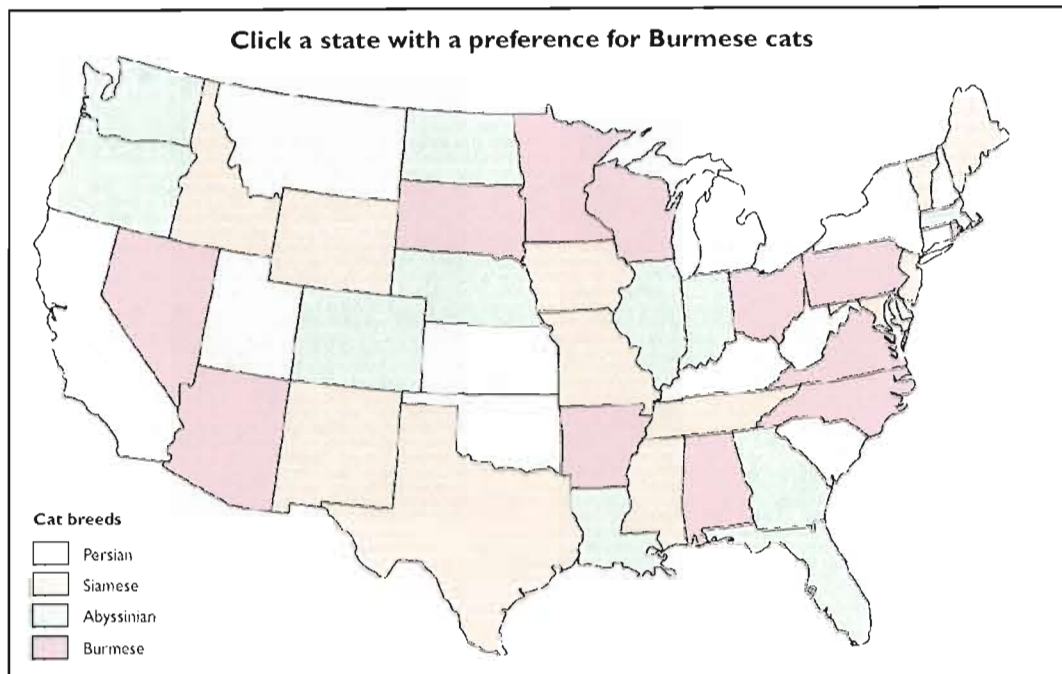 Click a state with a preference for Burmese cats
Cat breeds
Persian
Siamese
Abyssinian
Burmese